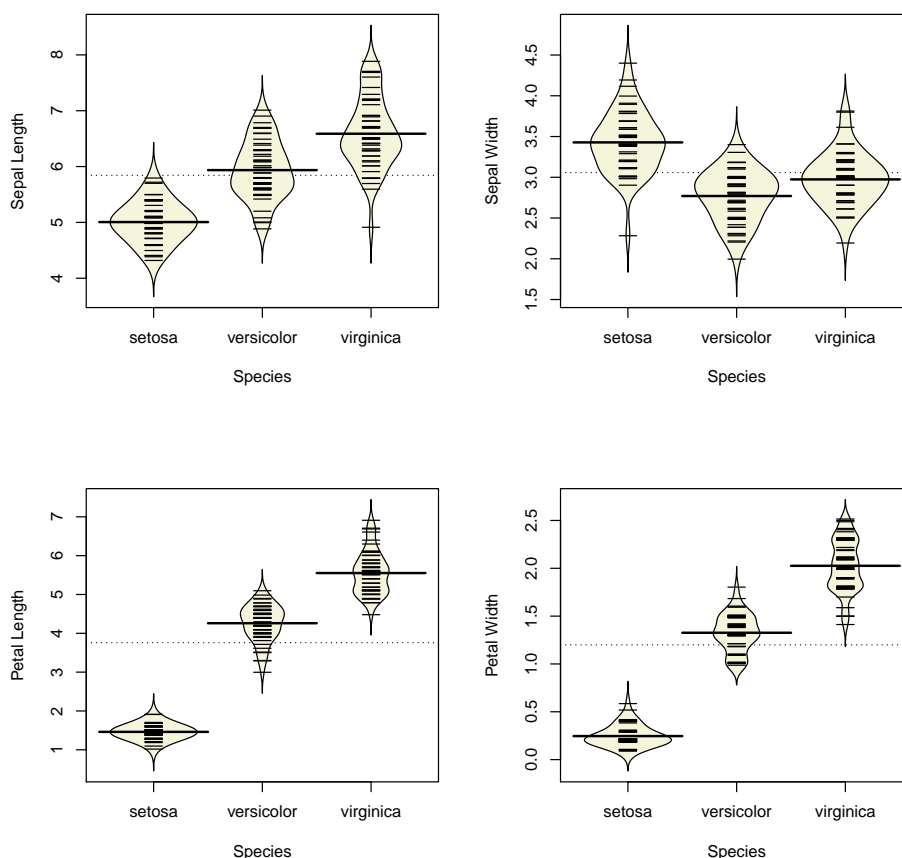 Sepal Length
8
7
6
5
4
setosa versicolor virginica
Species
Sepal Width
4.5
4.0
3.5
3.0
2.5
2.0
1.5
setosa versicolor virginica
Species
Petal Length
7
6
5
4
3
2
1
setosa versicolor virginica
Species
Petal Width
2.5
2.0
1.5
1.0
0.5
0.0
setosa versicolor virginica
Species